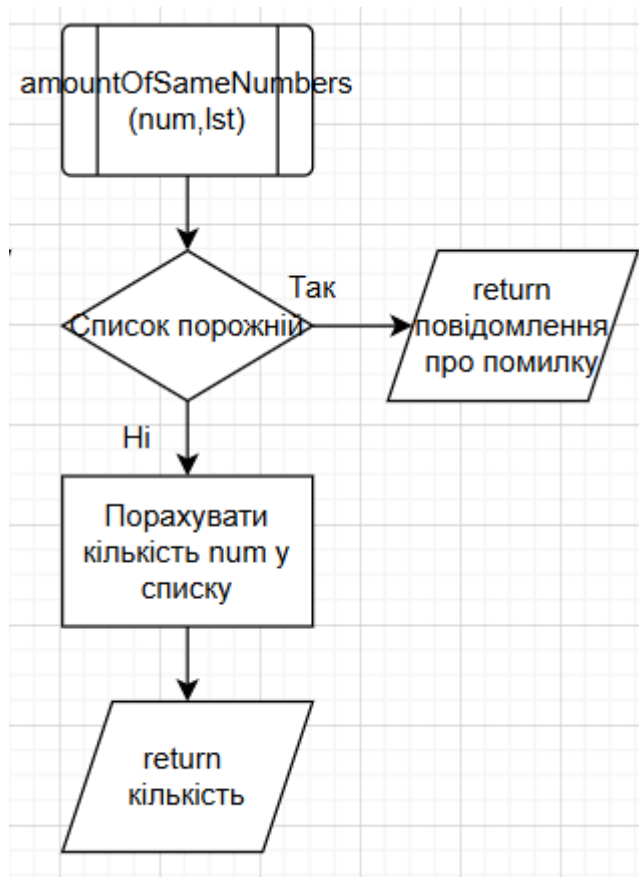 amountOfSameNumbers
(num,lst)
Список порожній
Так
return
повідомлення
про помилку
Ні
Порахувати
кількість num у
списку
return
кількість